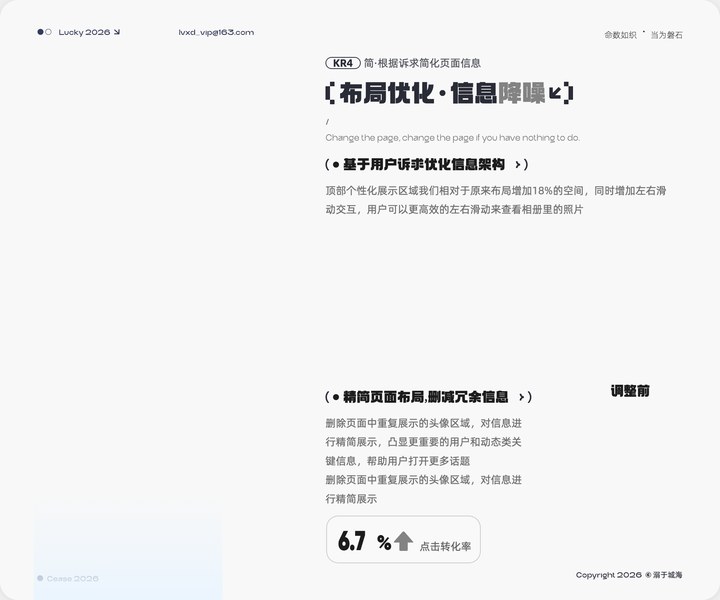 Lucky 2026
lvxd_vip@163.com
命数如织 • 当为磐石
KR4 简·根据诉求简化页面信息
布局优化·信息降噪
/
Change the page, change the page if you have nothing to do.
(● 基于用户诉求优化信息架构 >)
顶部个性化展示区域我们相对于原来布局增加18%的空间，同时增加左右滑
动交互，用户可以更高效的左右滑动来查看相册里的照片
(● 精简页面布局,删减冗余信息 >)
调整前
删除页面中重复展示的头像区域，对信息进
行精简展示，凸显更重要的用户和动态类关
键信息，帮助用户打开更多话题
删除页面中重复展示的头像区域，对信息进
行精简展示
6.7 % 点击转化率
Cease 2026
Copyright 2026 ® 溺于城海